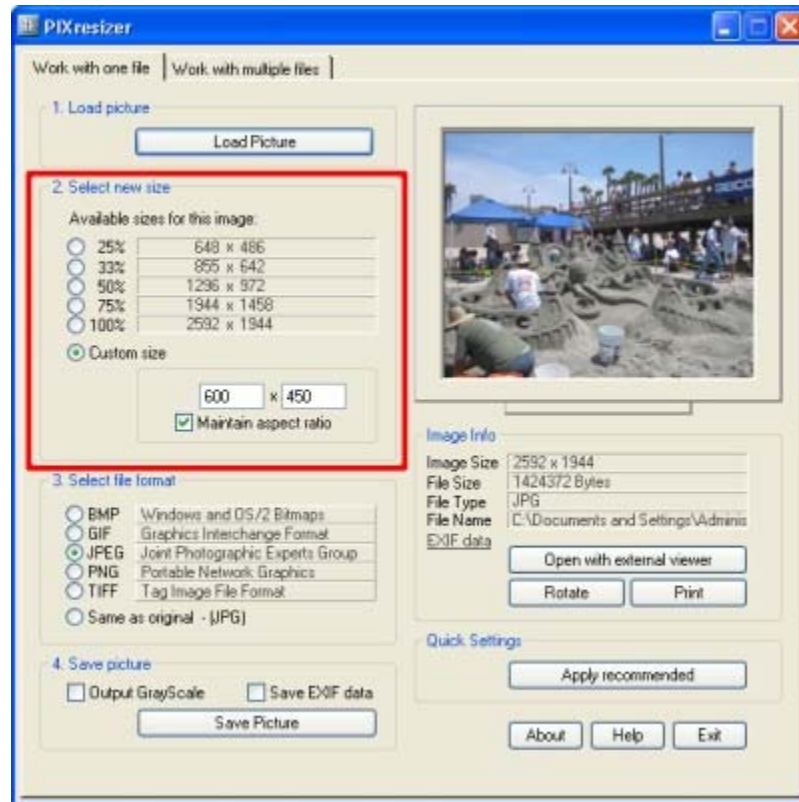 PIXresizer
Work with one file
Work with multiple files
1. Load picture
Load Picture
2. Select new size
Available sizes for this image:
25% 648 x 486
33% 855 x 642
50% 1296 x 972
75% 1944 x 1458
100% 2592 x 1944
Custom size
600 x 450
Maintain aspect ratio
3. Select file format
BMP Windows and OS/2 Bitmaps
GIF Graphics Interchange Format
JPEG Joint Photographic Experts Group
PNG Portable Network Graphics
TIFF Tag Image File Format
Same as original - (JPG)
4. Save picture
Output GrayScale
Save EXIF data
Save Picture
GEICO
Image Info
Image Size 2592 x 1944
File Size 1424372 Bytes
File Type JPG
File Name C:\Documents and Settings\Adminis
EXIF data
Open with external viewer
Rotate
Print
Quick Settings
Apply recommended
About
Help
Exit